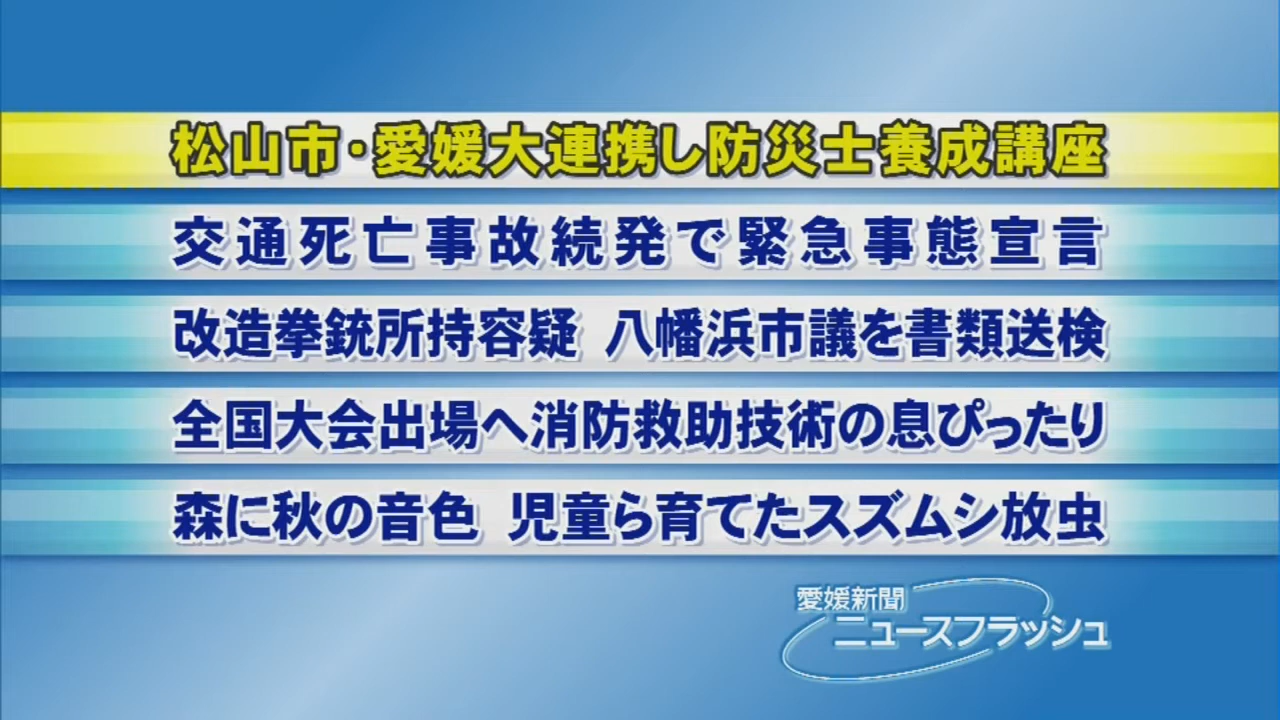 松山市・愛媛大連携し防災士養成講座
交通死亡事故続発で緊急事態宣言
改造拳銃所持容疑 八幡浜市議を書類送検
全国大会出場へ消防救助技術の息ぴったり
森に秋の音色 児童ら育てたスズムシ放虫
愛媛新聞
ニュースフラッシュ